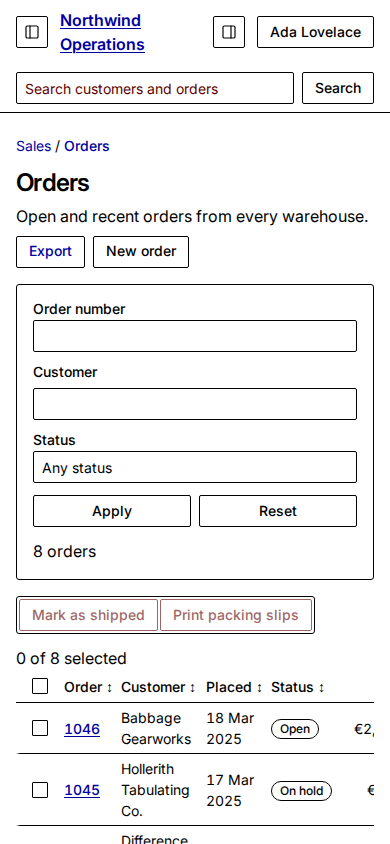 Northwind
Operations
Ada Lovelace
Search customers and orders
Search
Sales / Orders
Orders
Open and recent orders from every warehouse.
Export
New order
Order number
Customer
Status
Any status
Apply
Reset
8 orders
Mark as shipped
Print packing slips
0 of 8 selected
Order ↕ Customer ↕ Placed ↕ Status ↕
1046 Babbage Gearworks 18 Mar 2025 Open €2,
1045 Hollerith Tabulating Co. 17 Mar 2025 On hold €
Difference